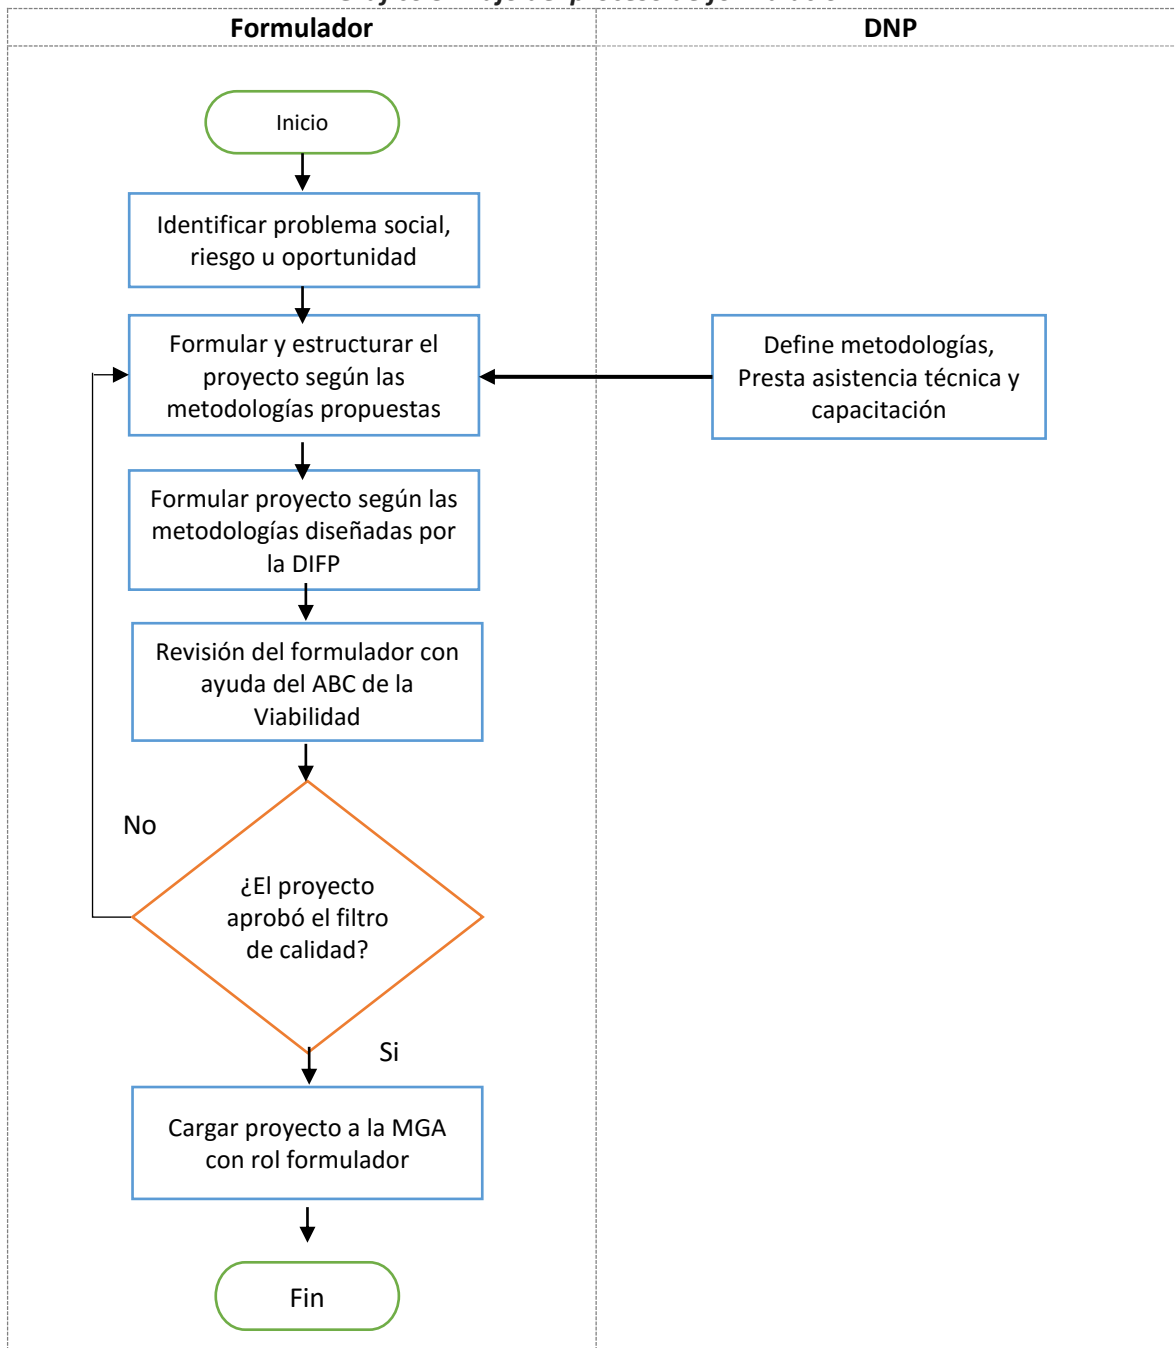 Formulador
DNP
Inicio
Identificar problema social,
riesgo u oportunidad
Formular y estructurar el
proyecto según las
metodologías propuestas
Define metodologías,
Presta asistencia técnica y
capacitación
Formular proyecto según las
metodologías diseñadas por
la DIFP
Revisión del formulador con
ayuda del ABC de la
Viabilidad
No
¿El proyecto
aprobó el filtro
de calidad?
Si
Cargar proyecto a la MGA
con rol formulador
Fin